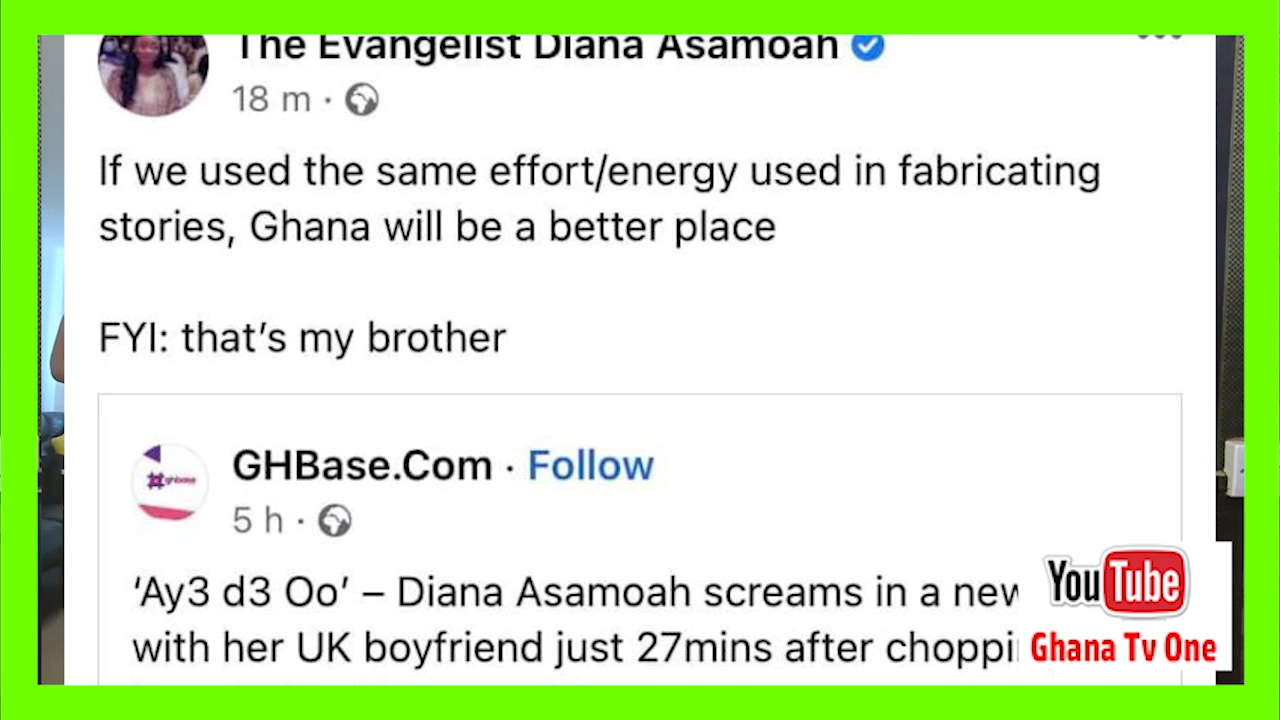 The Evangelist Diana Asamoah
18 m ·
If we used the same effort/energy used in fabricating
stories, Ghana will be a better place
FYI: that’s my brother
GHBase.Com · Follow
ghbase
5 h ·
‘Ay3 d3 Oo’ – Diana Asamoah screams in a new
with her UK boyfriend just 27mins after
YouTube
Ghana Tv One